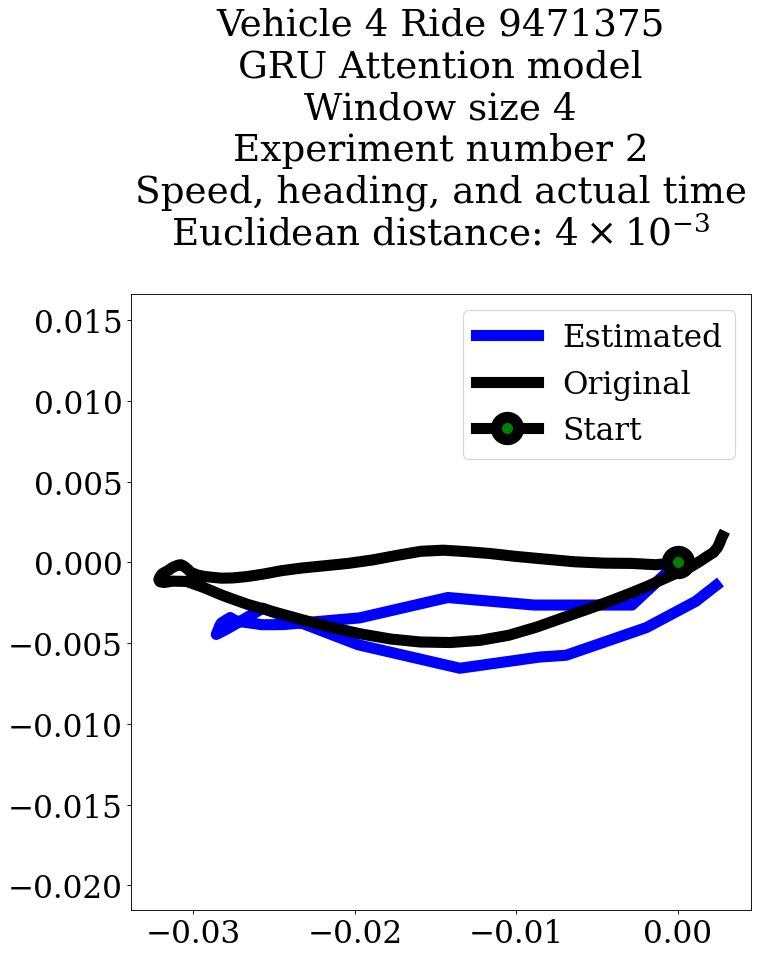 Vehicle 4 Ride 9471375
GRU Attention model
Window size 4
Experiment number 2
Speed, heading, and actual time
Euclidean distance: 4 × 10⁻³
Estimated
Original
Start
0.015
0.010
0.005
0.000
−0.005
−0.010
−0.015
−0.020
−0.03 −0.02 −0.01 0.00